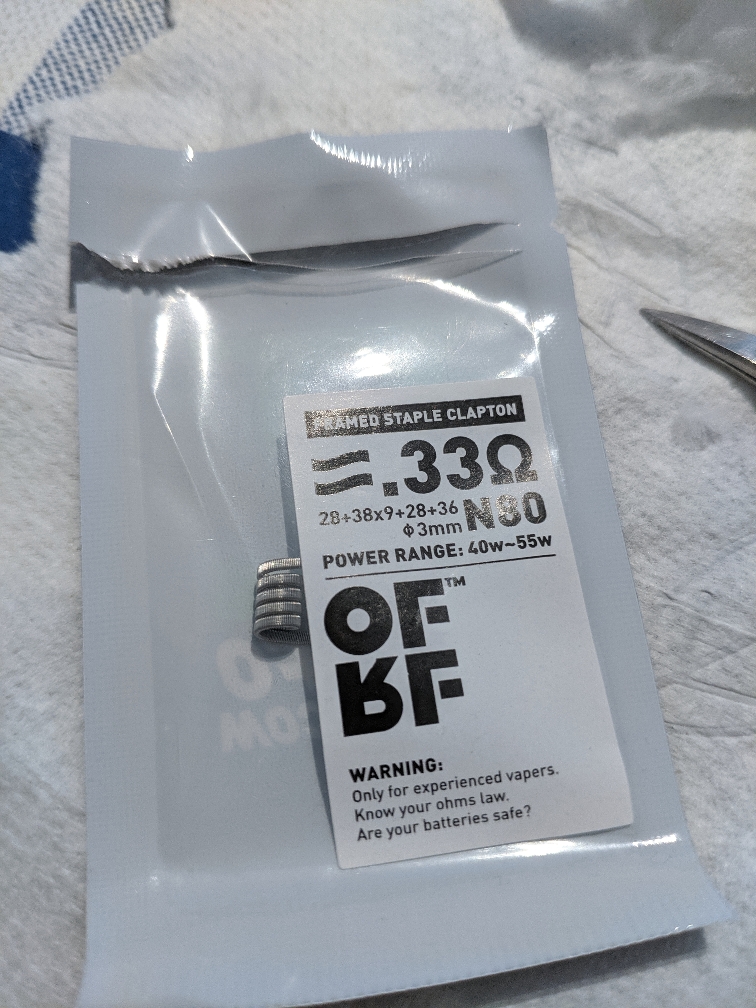 FRAMED STAPLE CLAPTON
≈.33Ω
28+38x9+28+36 N80
Φ3mm
POWER RANGE: 40w~55w
OF™
RF
WARNING:
Only for experienced vapers.
Know your ohms law.
Are your batteries safe?